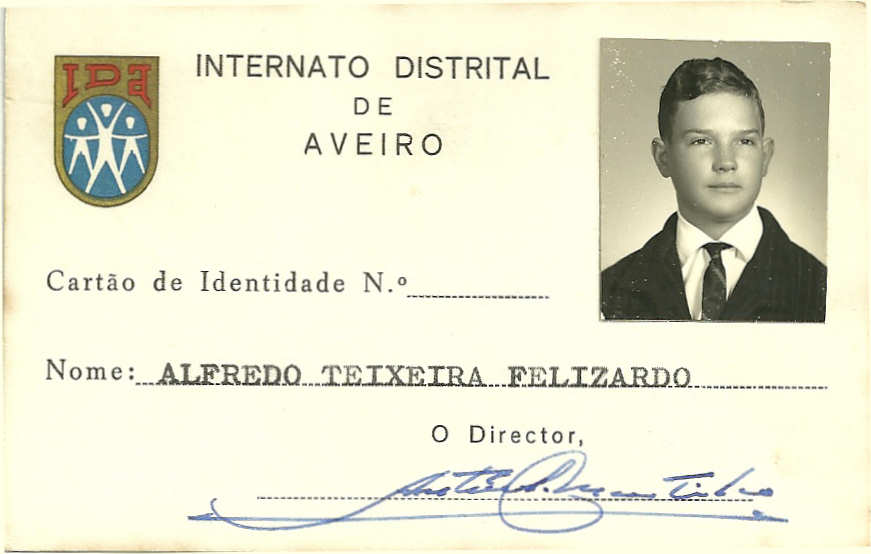 IDA
INTERNATO DISTRITAL
DE
AVEIRO
Cartão de Identidade N.º
Nome: ALFREDO TEIXEIRA FELIZARDO
O Director,